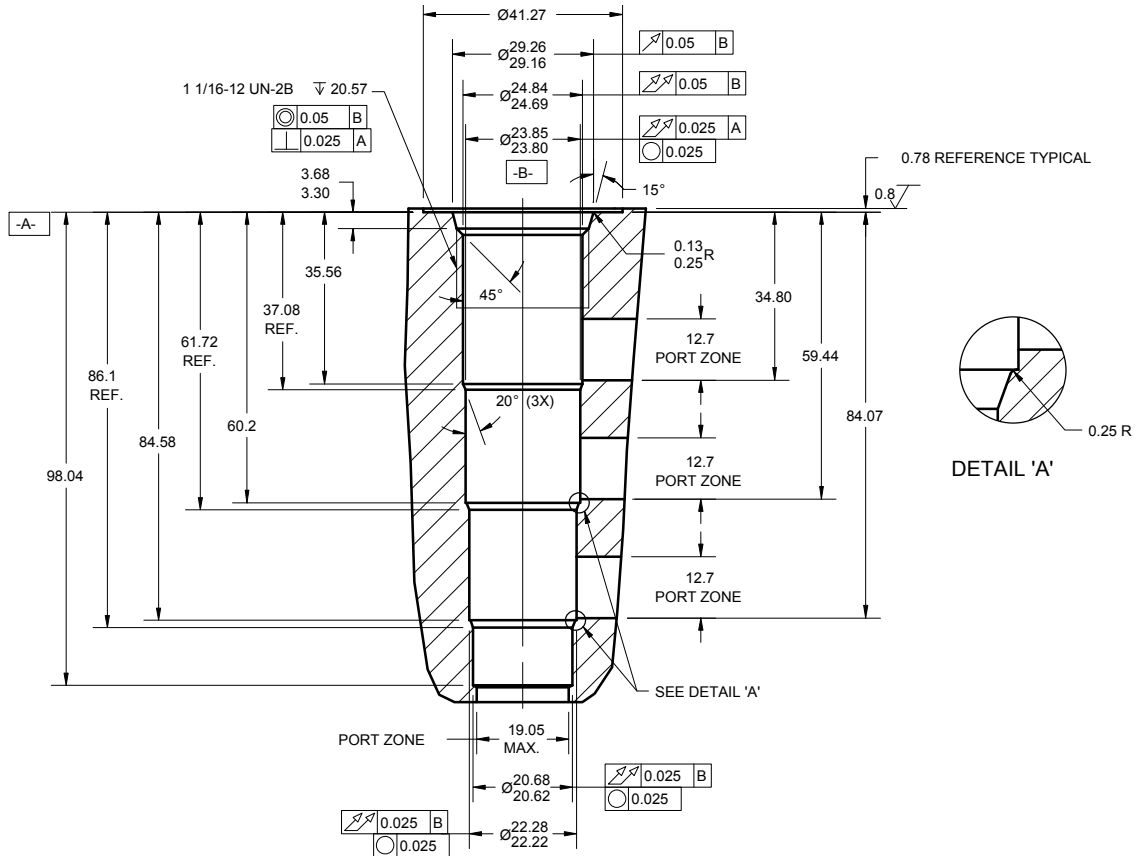 Ø41.27
Ø29.26
29.16
0.05 B
1 1/16-12 UN-2B ↧ 20.57
Ø24.84
24.69
0.05 B
◎ 0.05 B
⊥ 0.025 A
Ø23.85
23.80
0.025 A
○ 0.025
-B-
0.78 REFERENCE TYPICAL
3.68
3.30
15°
0.8
-A-
0.13
0.25 R
35.56
45°
34.80
37.08
REF.
12.7
PORT ZONE
61.72
REF.
59.44
86.1
REF.
20° (3X)
84.07
60.2
0.25 R
84.58
DETAIL 'A'
98.04
12.7
PORT ZONE
12.7
PORT ZONE
SEE DETAIL 'A'
PORT ZONE
19.05
MAX.
Ø20.68
20.62
0.025 B
○ 0.025
0.025 B
○ 0.025
Ø22.28
22.22